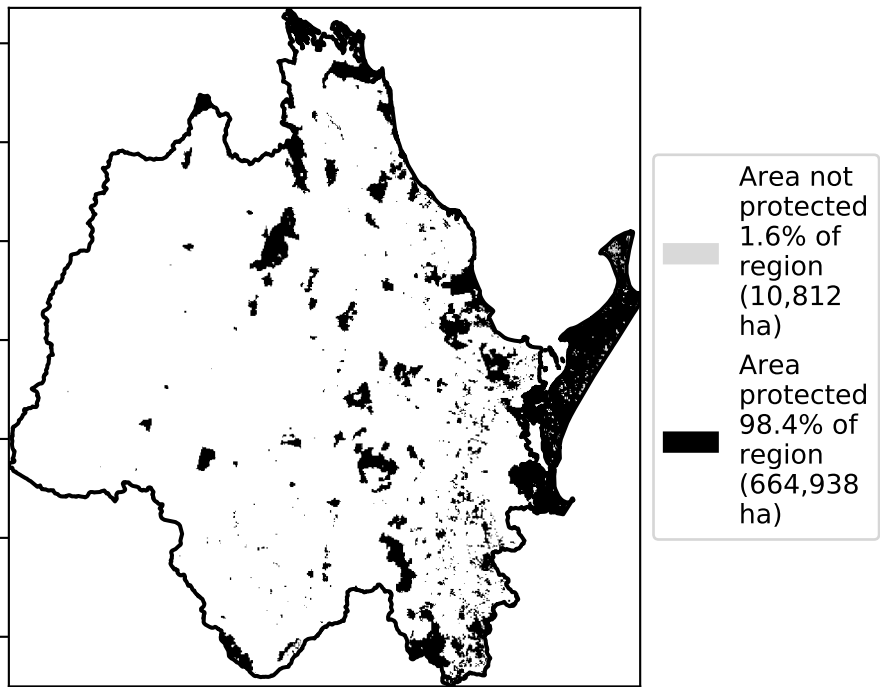 Area not
protected
1.6% of
region
(10,812
ha)
Area
protected
98.4% of
region
(664,938
ha)